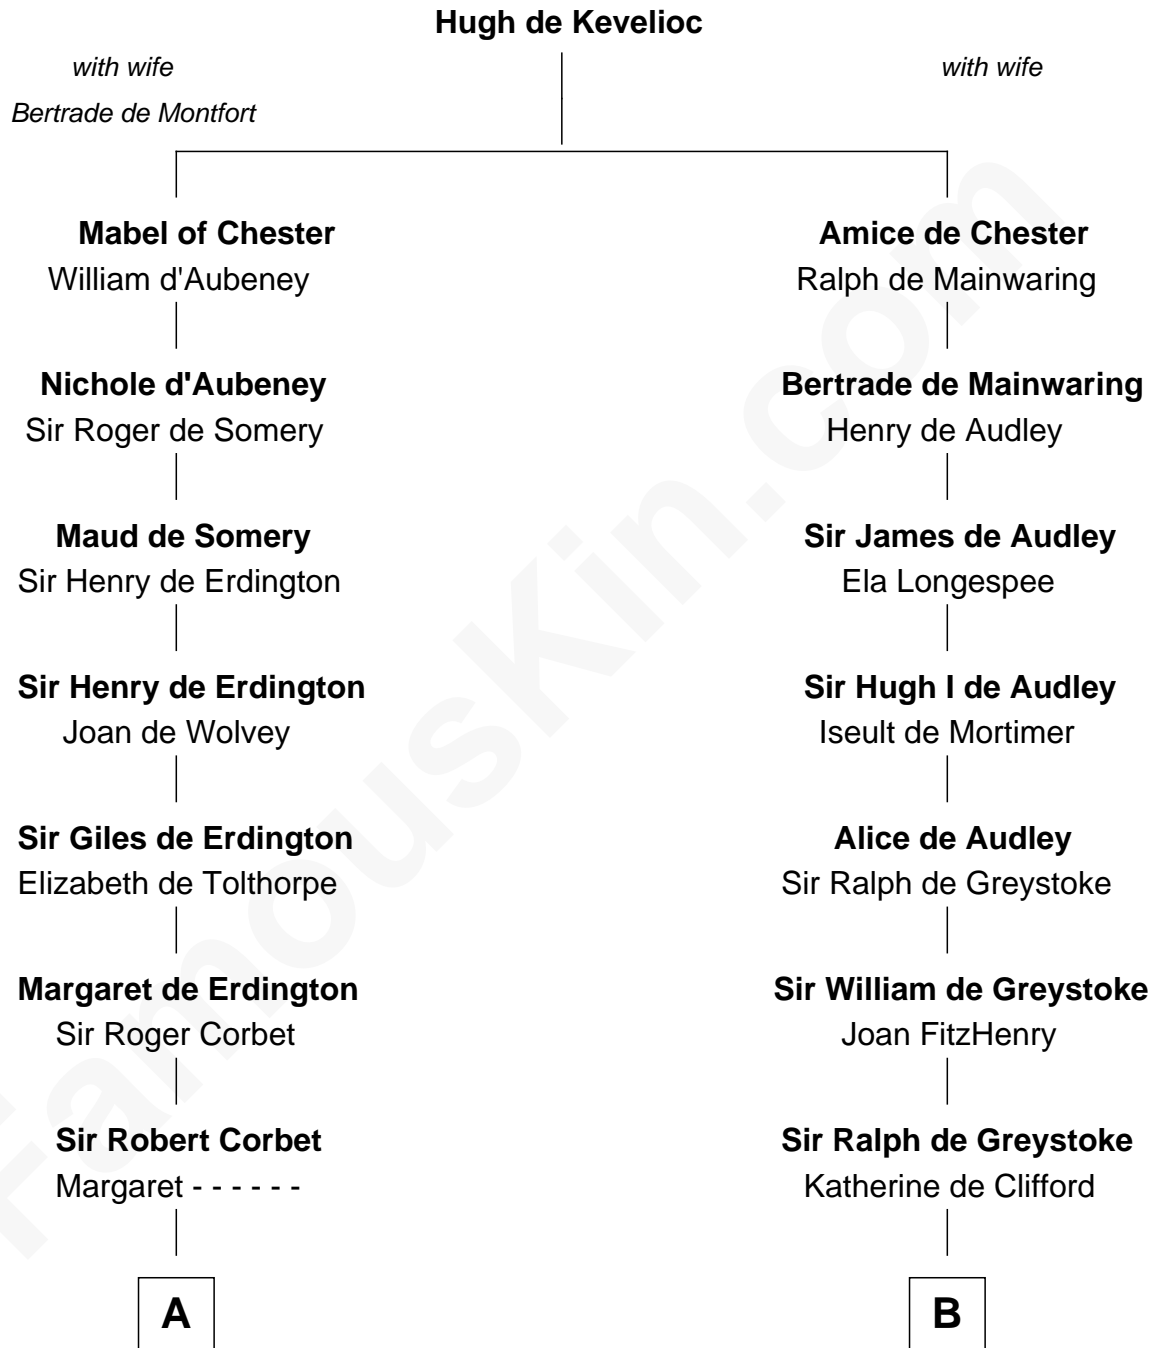 Hugh de Kevelioc
with wife
Bertrade de Montfort
with wife
Mabel of Chester
William d'Aubeney
Amice de Chester
Ralph de Mainwaring
Nichole d'Aubeney
Sir Roger de Somery
Bertrade de Mainwaring
Henry de Audley
Maud de Somery
Sir Henry de Erdington
Sir James de Audley
Ela Longespee
Sir Henry de Erdington
Joan de Wolvey
Sir Hugh I de Audley
Iseult de Mortimer
Sir Giles de Erdington
Elizabeth de Tolthorpe
Alice de Audley
Sir Ralph de Greystoke
Margaret de Erdington
Sir Roger Corbet
Sir William de Greystoke
Joan FitzHenry
Sir Robert Corbet
Margaret - - - - - -
Sir Ralph de Greystoke
Katherine de Clifford
A
B
FamousKin.com